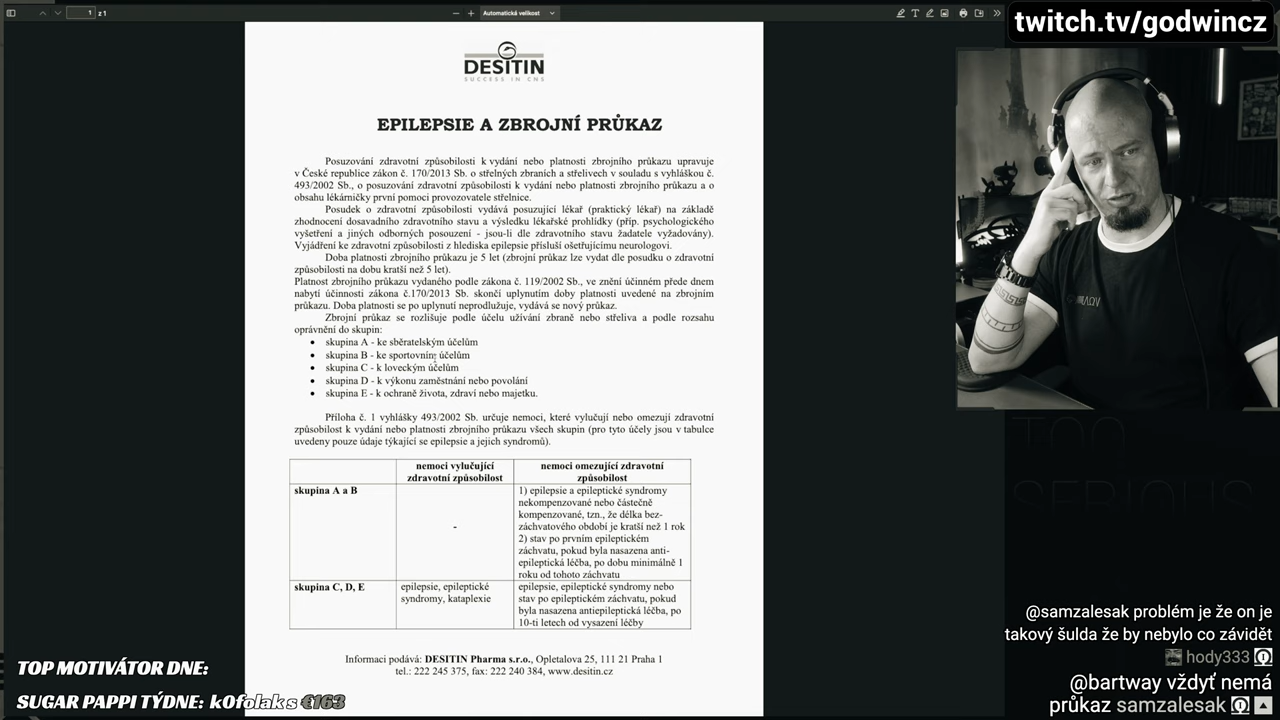 1 z 1
Automatická velikost
twitch.tv/godwincz
DESITIN
SUCCESS IN CNS
EPILEPSIE A ZBROJNÍ PRŮKAZ
Posuzování zdravotní způsobilosti k vydání nebo platnosti zbrojního průkazu upravuje
v České republice zákon č. 170/2013 Sb. o střelných zbraních a střelivech v souladu s vyhláškou č.
493/2002 Sb., o posuzování zdravotní způsobilosti k vydání nebo platnosti zbrojního průkazu a o
obsahu lékárničky první pomoci provozovatele střelnice.
Posudek o zdravotní způsobilosti vydává posuzující lékař (praktický lékař) na základě
zhodnocení dosavadního zdravotního stavu a výsledku lékařské prohlídky (příp. psychologického
vyšetření a jiných odborných posouzení - jsou-li dle zdravotního stavu žadatele vyžadovány).
Vyjádření ke zdravotní způsobilosti z hlediska epilepsie přísluší ošetřujícímu neurologovi.
Doba platnosti zbrojního průkazu je 5 let (zbrojní průkaz lze vydat dle posudku o zdravotní
způsobilosti na dobu kratší než 5 let).
Platnost zbrojního průkazu vydaného podle zákona č. 119/2002 Sb., ve znění účinném přede dnem
nabytí účinnosti zákona č.170/2013 Sb. skončí uplynutím doby platnosti uvedené na zbrojním
průkazu. Doba platnosti se po uplynutí neprodlužuje, vydává se nový průkaz.
Zbrojní průkaz se rozlišuje podle účelu užívání zbraně nebo střeliva a podle rozsahu
oprávnění do skupin:
• skupina A - ke sběratelským účelům
• skupina B - ke sportovním účelům
• skupina C - k loveckým účelům
• skupina D - k výkonu zaměstnání nebo povolání
• skupina E - k ochraně života, zdraví nebo majetku.
Příloha č. 1 vyhlášky 493/2002 Sb. určuje nemoci, které vylučují nebo omezují zdravotní
způsobilost k vydání nebo platnosti zbrojního průkazu všech skupin (pro tyto účely jsou v tabulce
uvedeny pouze údaje týkající se epilepsie a jejich syndromů).
nemoci vylučující
zdravotní způsobilost
nemoci omezující zdravotní
způsobilost
skupina A a B
-
1) epilepsie a epileptické syndromy
nekompenzované nebo částečně
kompenzované, tzn., že délka bez-
záchvatového období je kratší než 1 rok
2) stav po prvním epileptickém
záchvatu, pokud byla nasazena anti-
epileptická léčba, po dobu minimálně 1
roku od tohoto záchvatu
skupina C, D, E
epilepsie, epileptické
syndromy, kataplexie
epilepsie, epileptické syndromy nebo
stav po epileptickém záchvatu, pokud
byla nasazena antiepileptická léčba, po
10-ti letech od vysazení léčby
Informaci podává: DESITIN Pharma s.r.o., Opletalova 25, 111 21 Praha 1
tel.: 222 245 375, fax: 222 240 384, www.desitin.cz
@samzalesak problém je že on je
takový šulda že by nebylo co závidět
hody333
@bartway vždyť nemá
průkaz samzalesak
TOP MOTIVÁTOR DNE:
SUGAR PAPPI TÝDNE: k0folak s €163